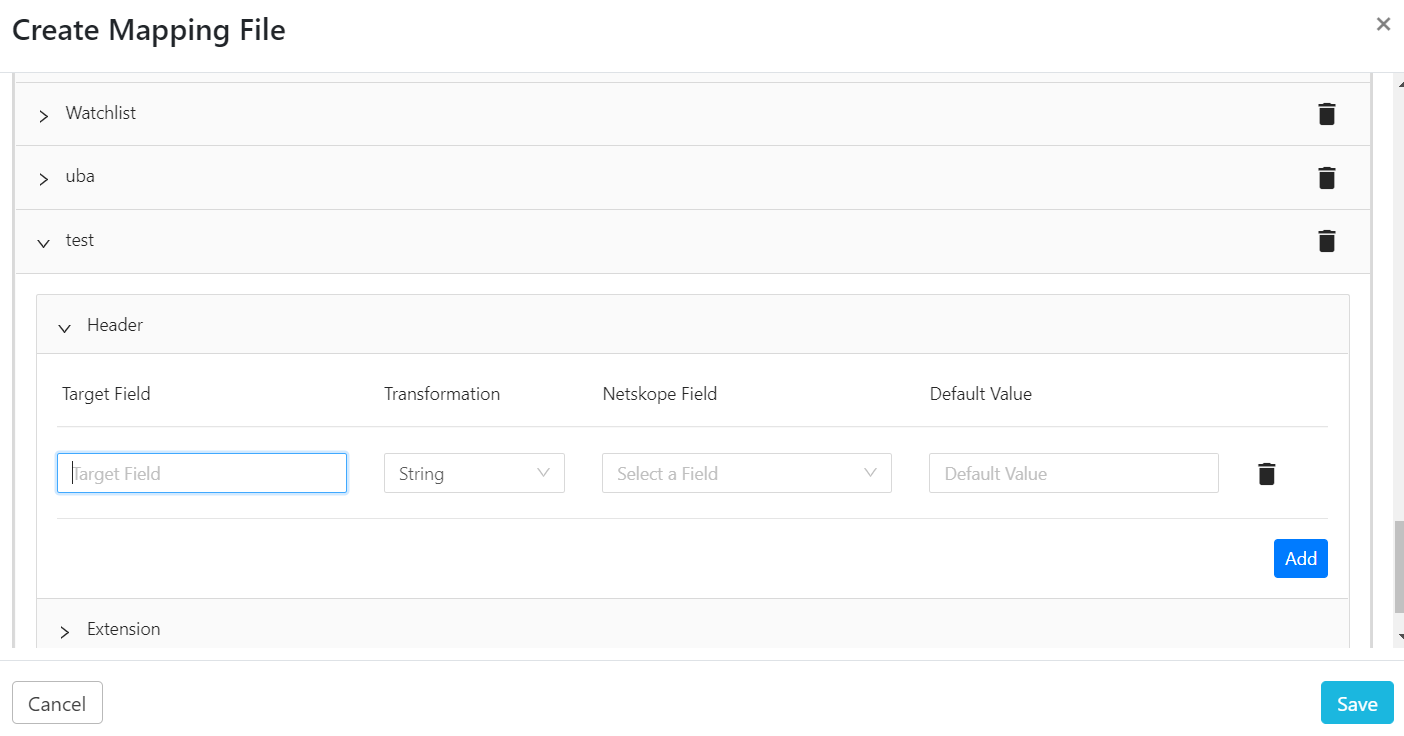 Create Mapping File
Watchlist
uba
test
Header
Target Field Transformation Netskope Field Default Value
Target Field String Select a Field Default Value
Add
Extension
Cancel Save